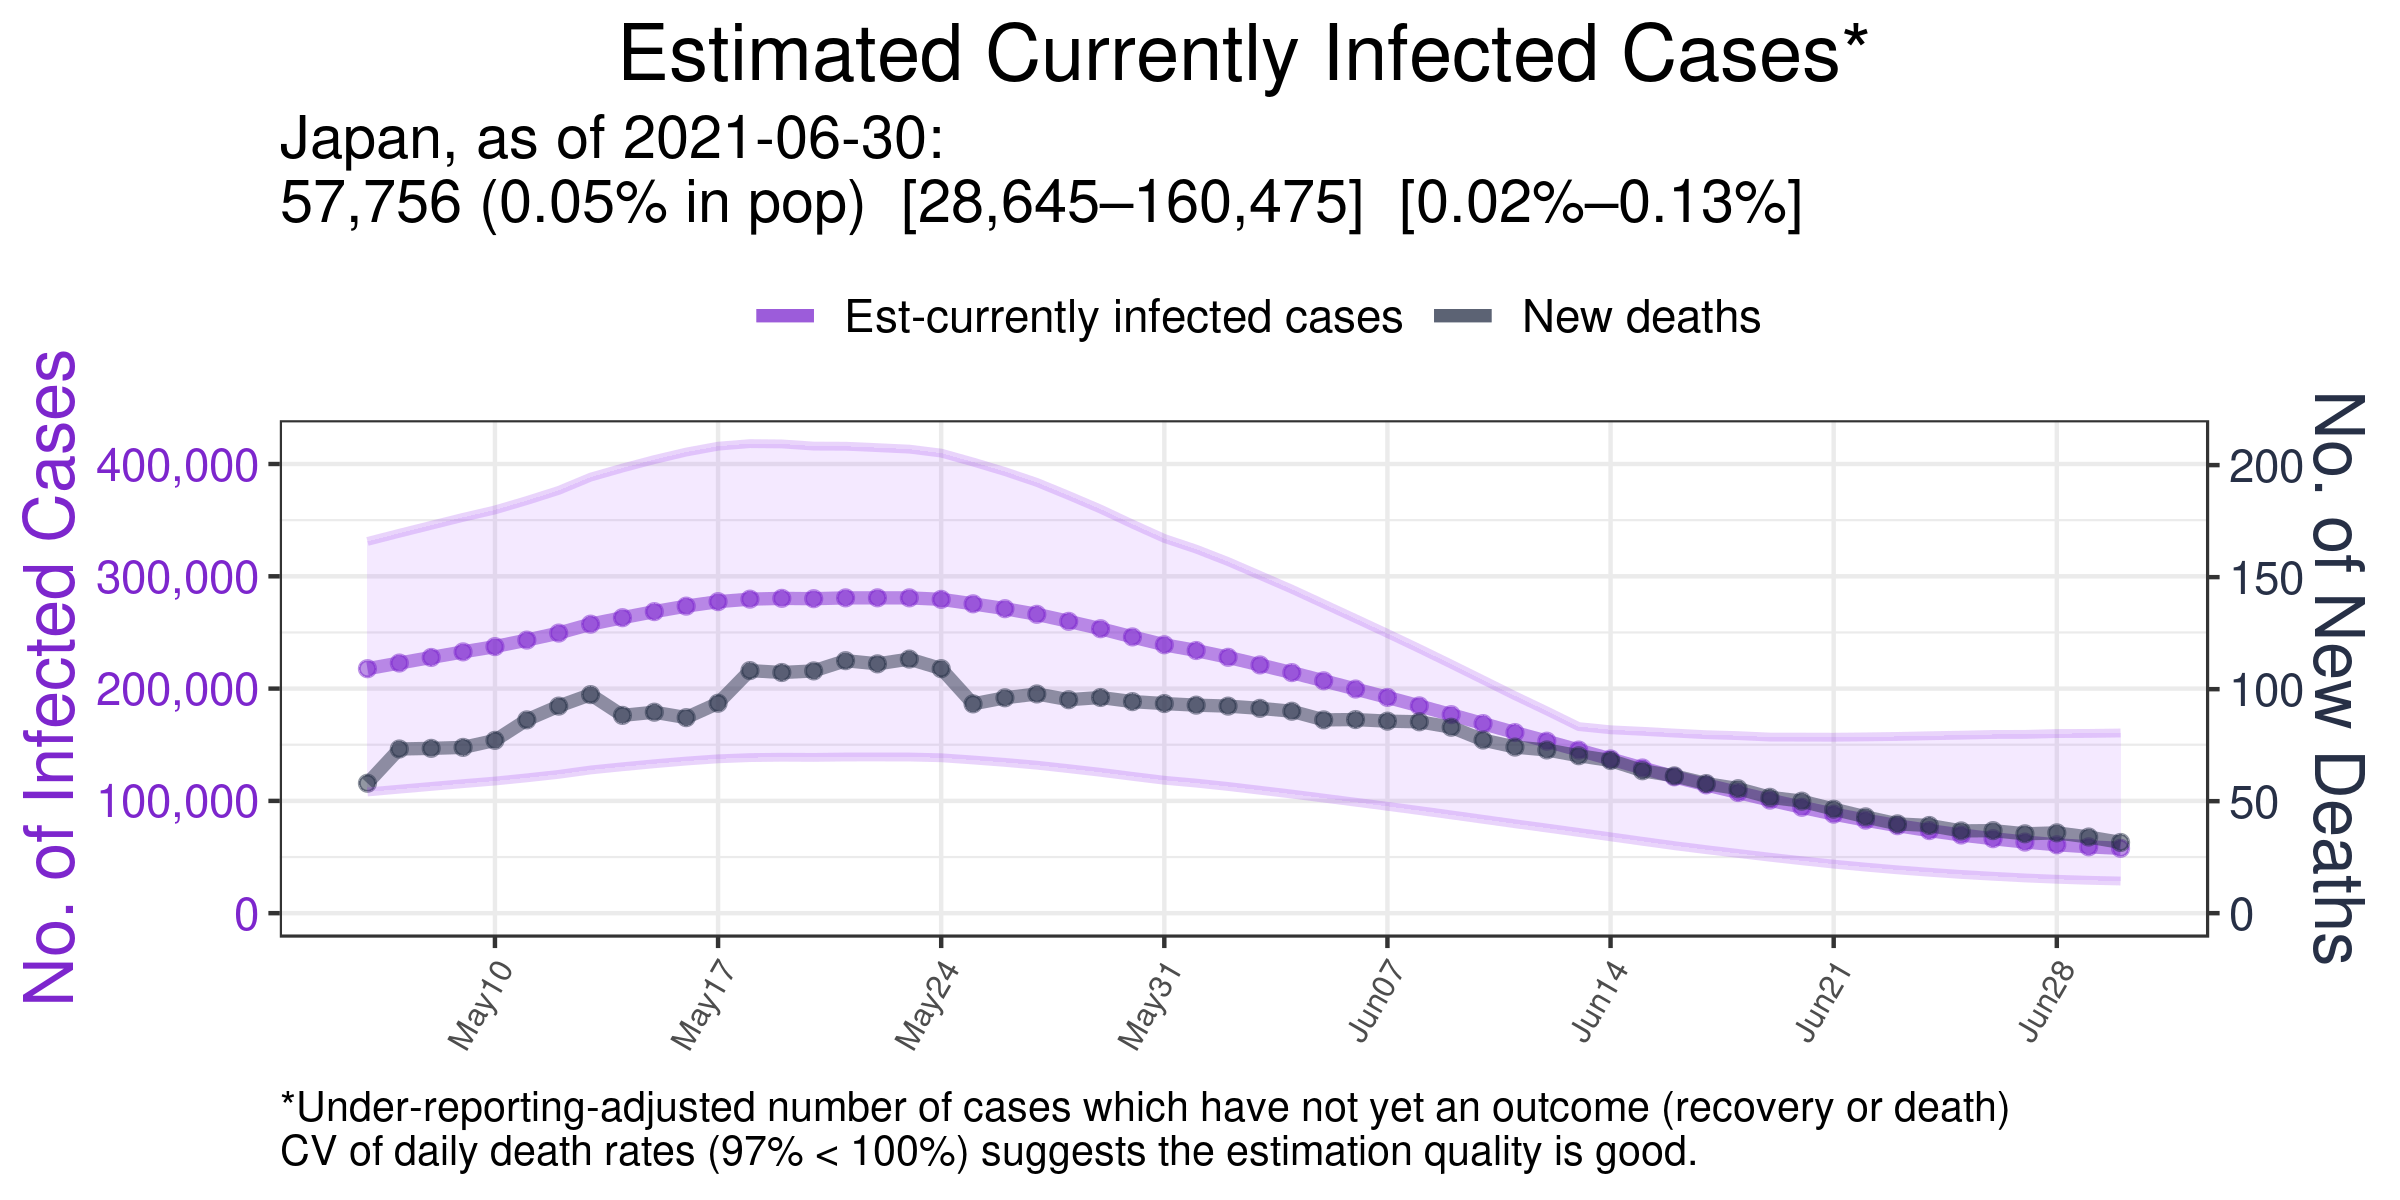 Estimated Currently Infected Cases*
Japan, as of 2021-06-30:
57,756 (0.05% in pop)  [28,645–160,475]  [0.02%–0.13%]
Est-currently infected cases
New deaths
No. of Infected Cases
400,000
300,000
200,000
100,000
0
200
150
100
50
0
No. of New Deaths
May10
May17
May24
May31
Jun07
Jun14
Jun21
Jun28
*Under-reporting-adjusted number of cases which have not yet an outcome (recovery or death)
CV of daily death rates (97% < 100%) suggests the estimation quality is good.